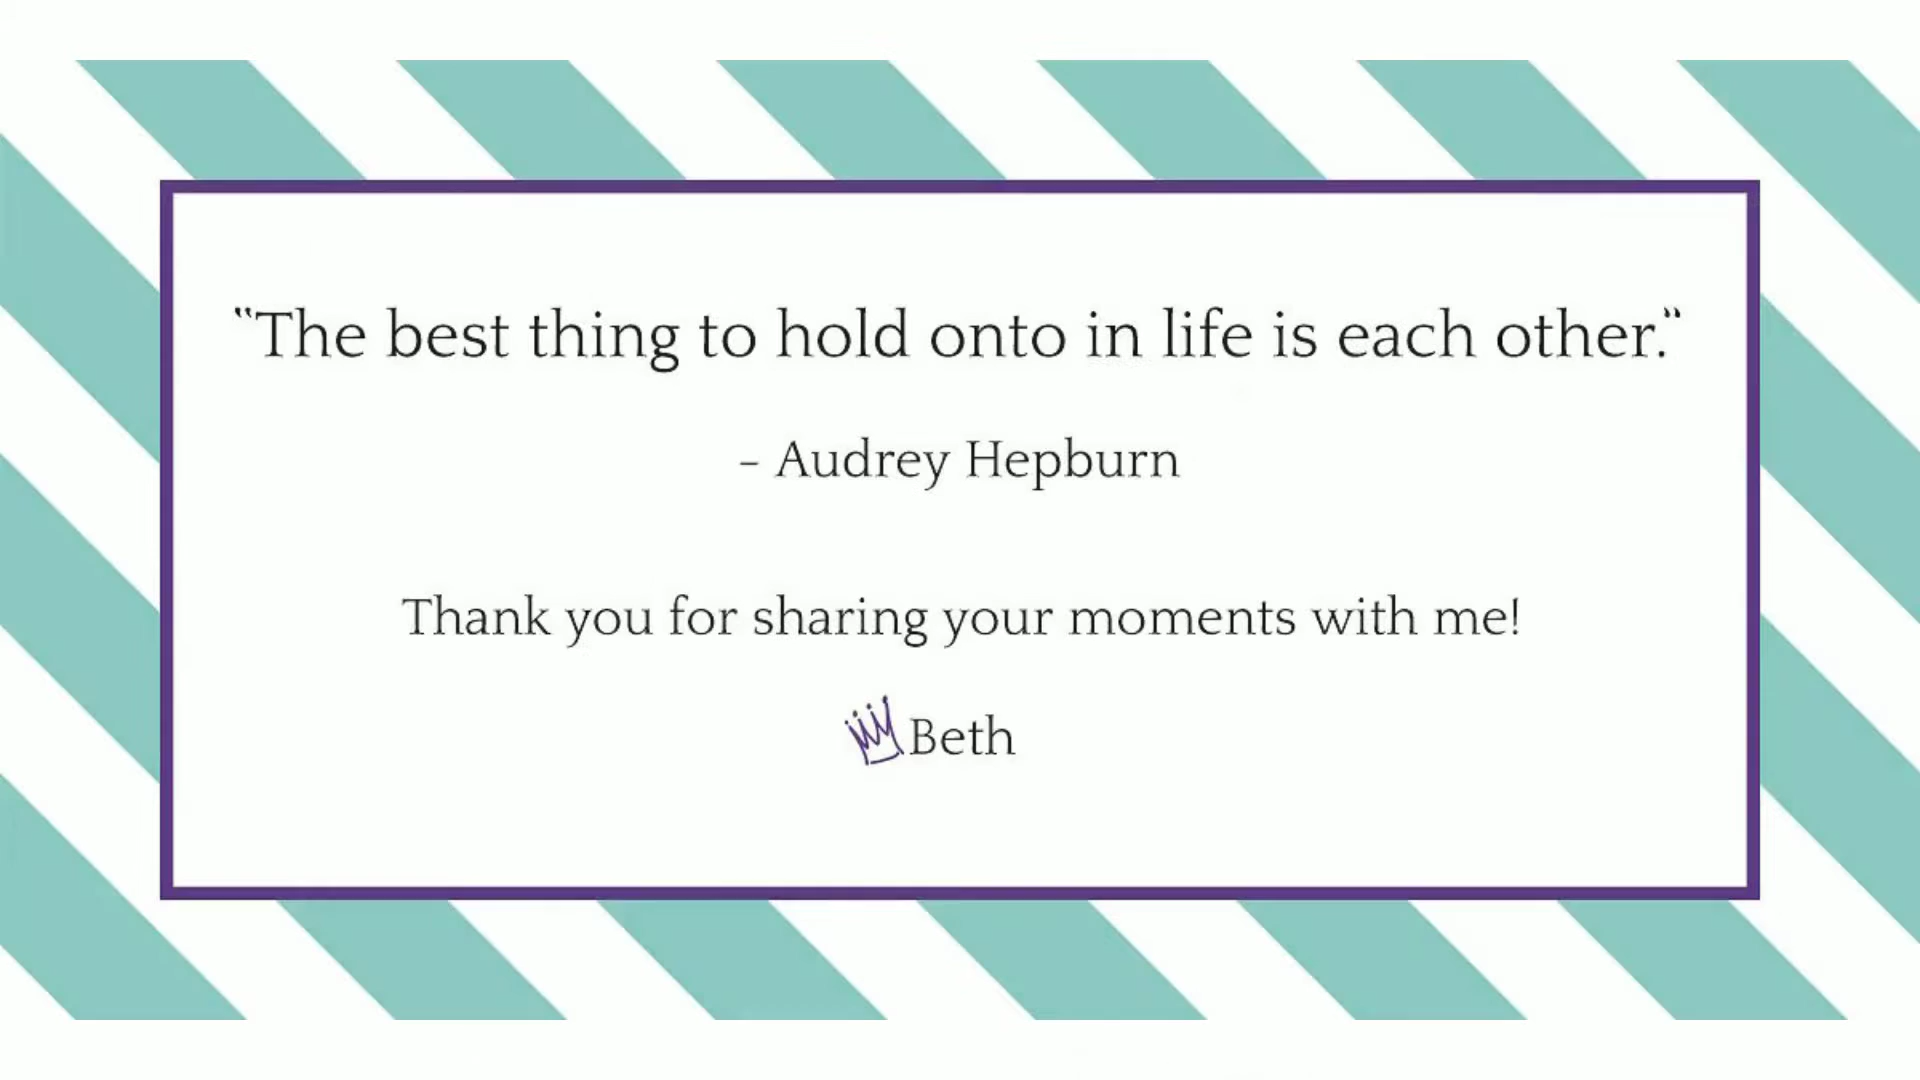 “The best thing to hold onto in life is each other.“
- Audrey Hepburn
Thank you for sharing your moments with me!
Beth